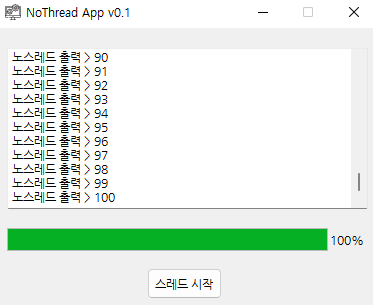 NoThread App v0.1
노스레드 출력 > 90
노스레드 출력 > 91
노스레드 출력 > 92
노스레드 출력 > 93
노스레드 출력 > 94
노스레드 출력 > 95
노스레드 출력 > 96
노스레드 출력 > 97
노스레드 출력 > 98
노스레드 출력 > 99
노스레드 출력 > 100
100%
스레드 시작